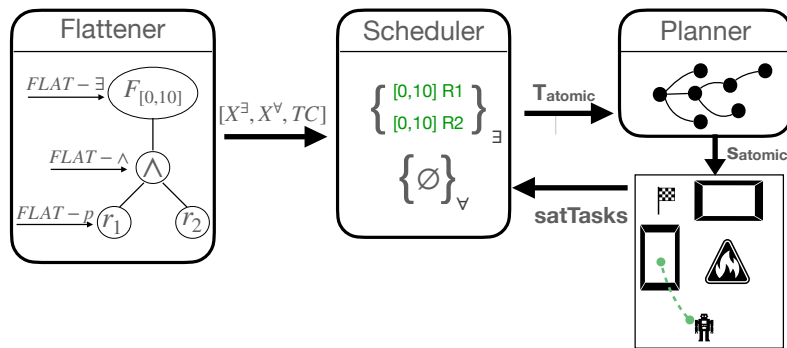 Flattener
FLAT − ∃
F[0,10]
FLAT − ∧
∧
FLAT − p
r1
r2
[X∃, X∀, TC]
Scheduler
{ [0,10] R1
[0,10] R2 }∃
{∅}∀
Tatomic
Planner
satomic
satTasks